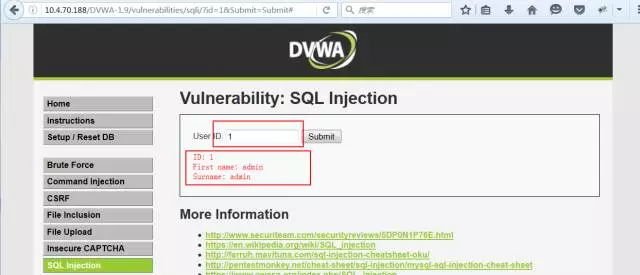 10.4.70.188/DVWA-1.9/vulnerabilities/sqli/?id=1&Submit=Submit#
搜索
DVWA
Vulnerability: SQL Injection
Home
Instructions
Setup / Reset DB
Brute Force
Command Injection
CSRF
File Inclusion
File Upload
Insecure CAPTCHA
SQL Injection
User ID: 1 Submit
ID: 1
First name: admin
Surname: admin
More Information
http://www.securiteam.com/securityreviews/5DP0N1P76E.html
https://en.wikipedia.org/wiki/SQL_injection
http://ferruh.mavituna.com/sql-injection-cheatsheet-oku/
http://pentestmonkey.net/cheat-sheet/sql-injection/mysql-sql-injection-cheat-sheet